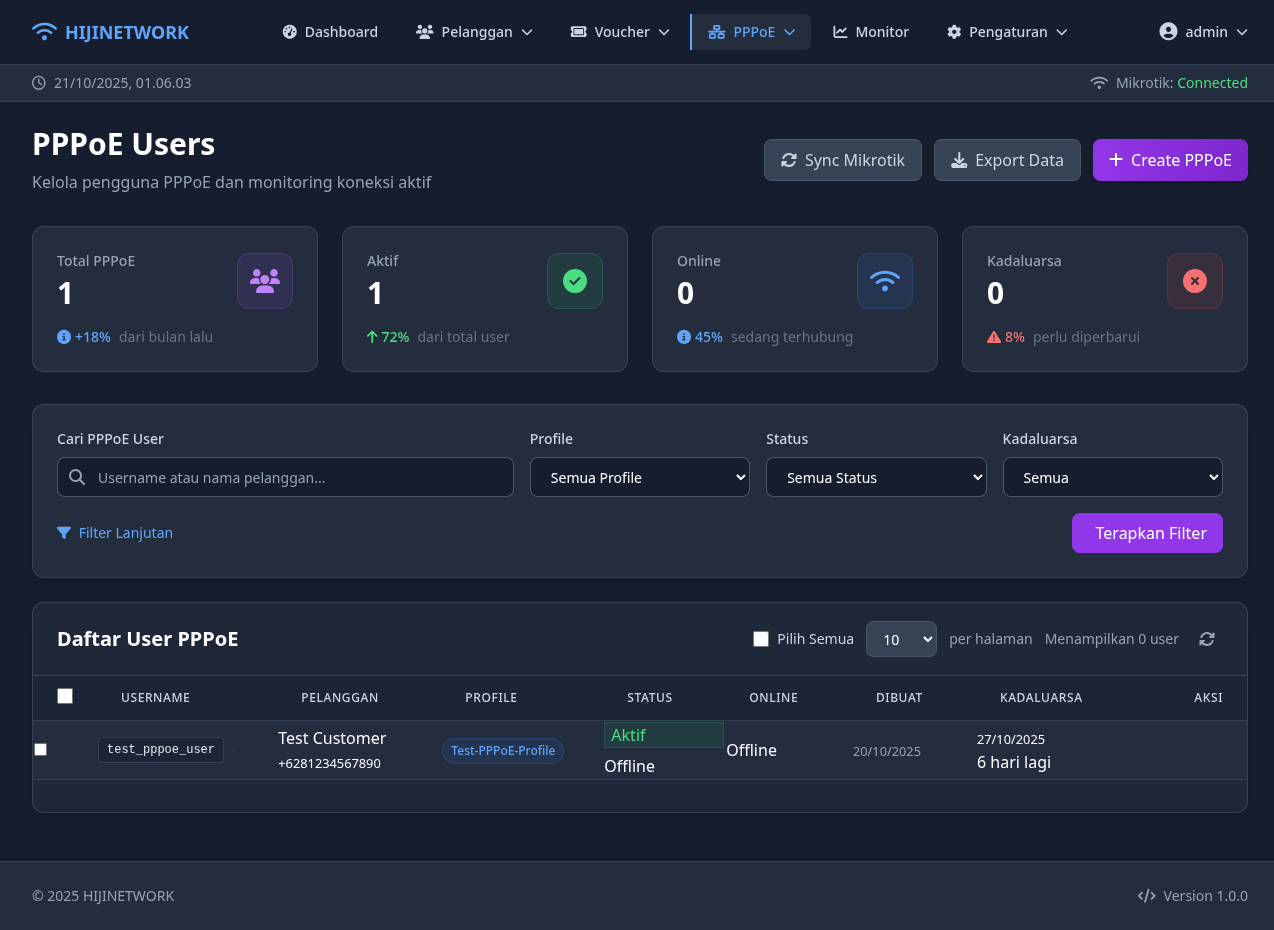 HIJINETWORK
Dashboard Pelanggan Voucher PPPoE Monitor Pengaturan admin
21/10/2025, 01.06.03 Mikrotik: Connected
PPPoE Users
Kelola pengguna PPPoE dan monitoring koneksi aktif
Sync Mikrotik Export Data Create PPPoE
Total PPPoE
1
+18% dari bulan lalu
Aktif
1
72% dari total user
Online
0
45% sedang terhubung
Kadaluarsa
0
8% perlu diperbarui
Cari PPPoE User Profile Status Kadaluarsa
Username atau nama pelanggan... Semua Profile Semua Status Semua
Filter Lanjutan Terapkan Filter
Daftar User PPPoE Pilih Semua 10 per halaman Menampilkan 0 user
USERNAME PELANGGAN PROFILE STATUS ONLINE DIBUAT KADALUARSA AKSI
test_pppoe_user
Test Customer
+6281234567890
Test-PPPoE-Profile
Aktif
Offline
Offline
20/10/2025
27/10/2025
6 hari lagi
© 2025 HIJINETWORK Version 1.0.0